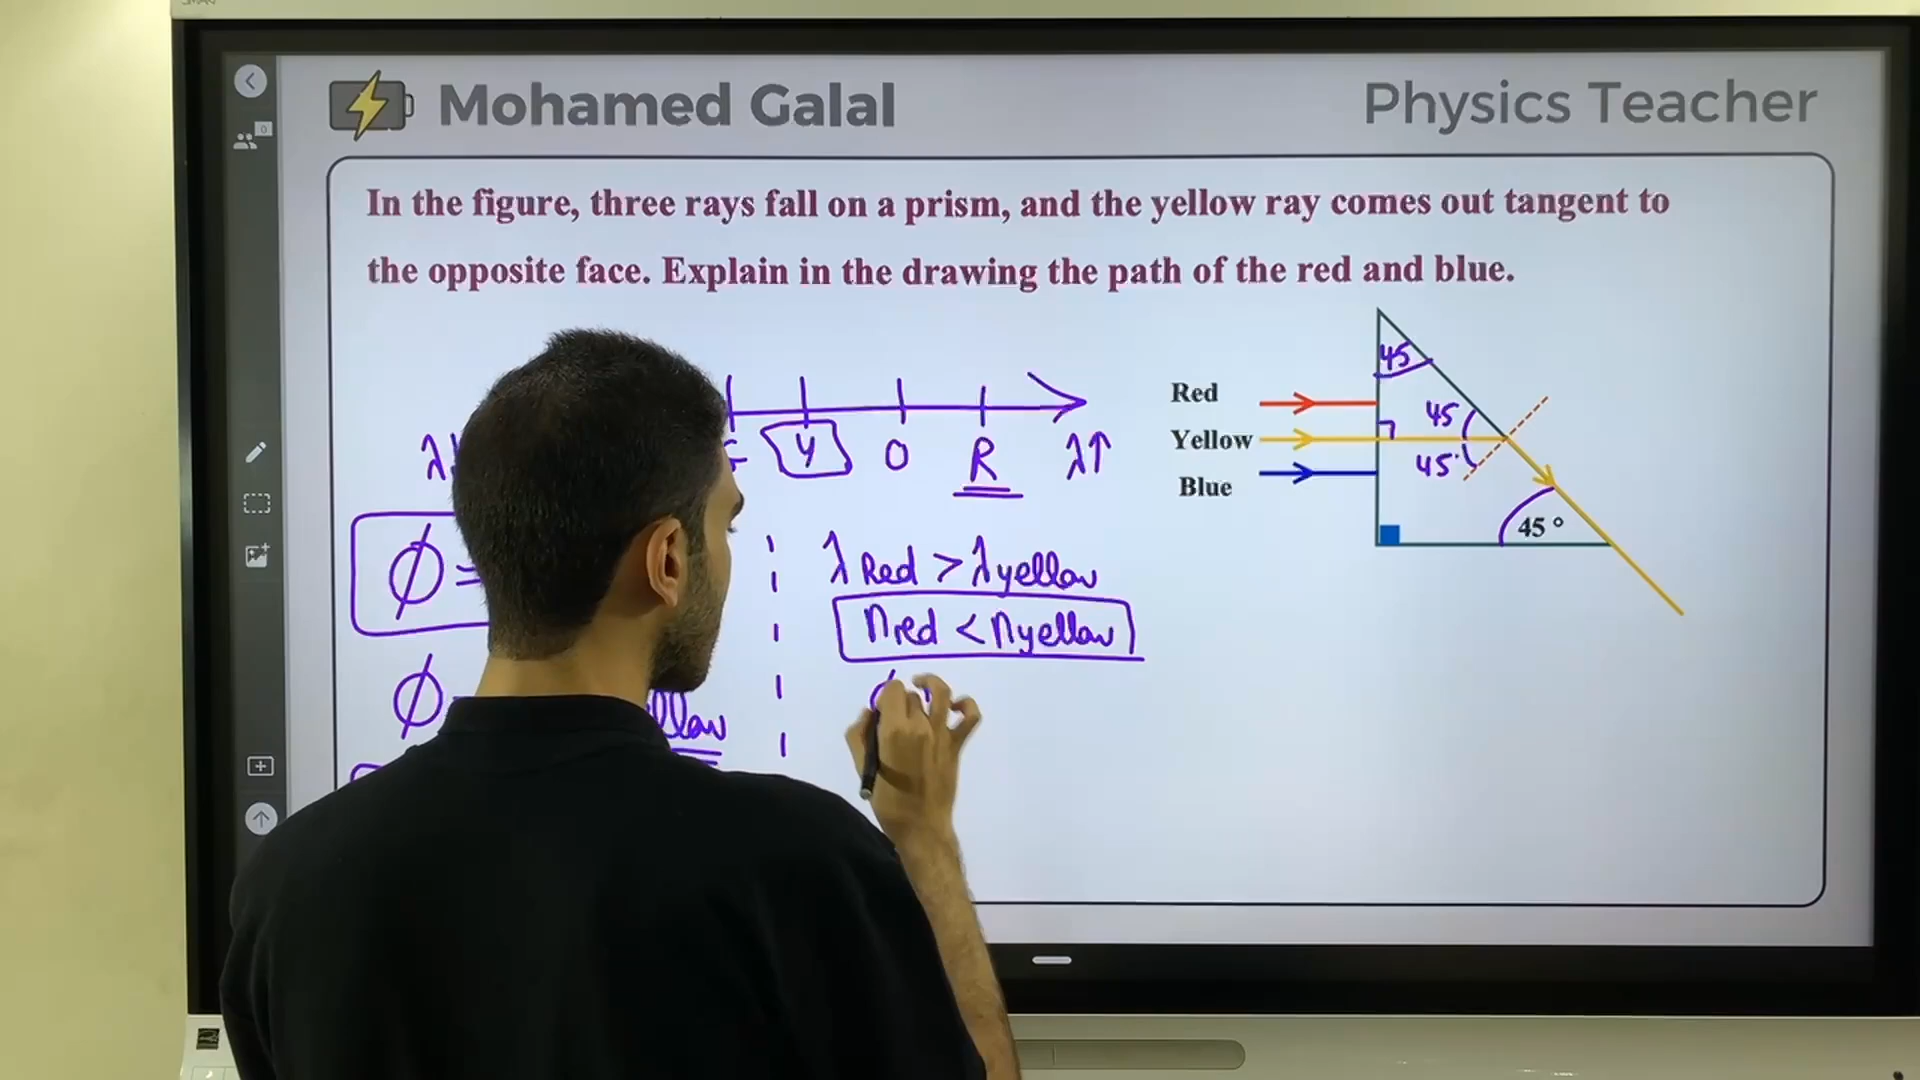 Mohamed Galal
Physics Teacher
In the figure, three rays fall on a prism, and the yellow ray comes out tangent to
the opposite face. Explain in the drawing the path of the red and blue.
λ
Y O R λ↑
Red
Yellow
Blue
45
45
45°
45 °
ϕ =
λ Red > λ yellow
n red < n yellow
ϕ